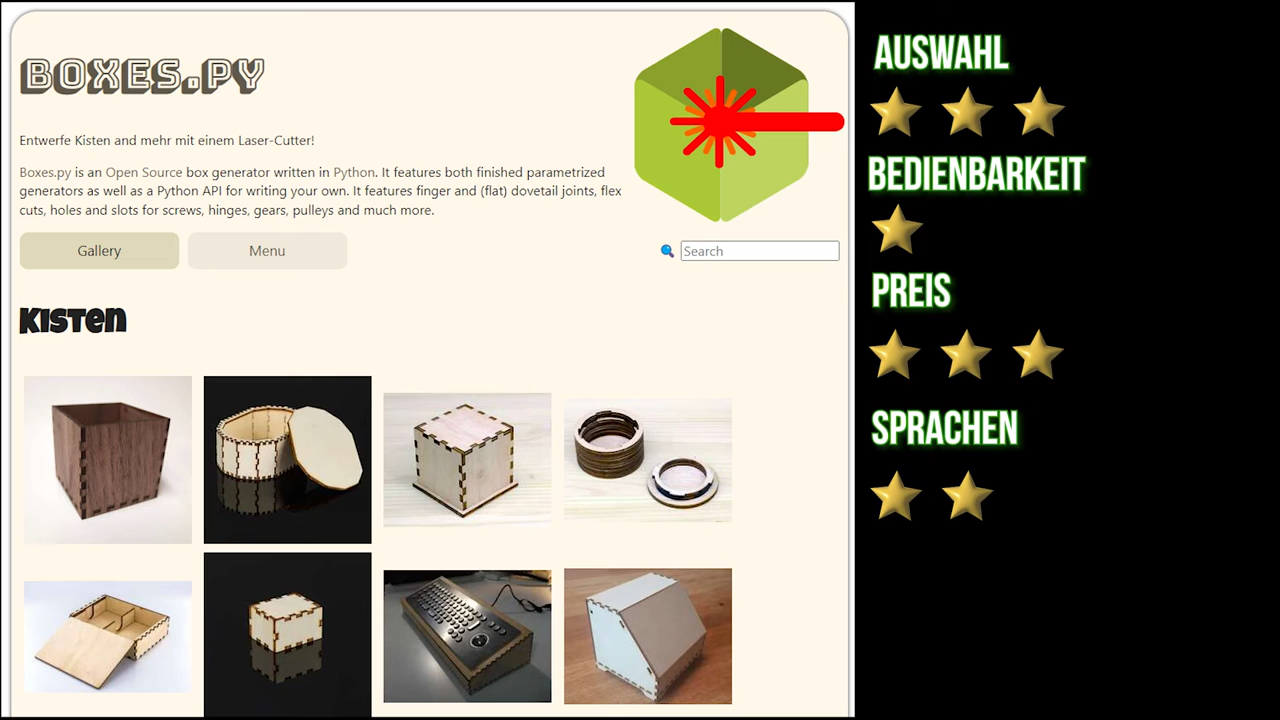 BOXES.PY
Entwerfe Kisten and mehr mit einem Laser-Cutter!
Boxes.py is an Open Source box generator written in Python. It features both finished parametrized
generators as well as a Python API for writing your own. It features finger and (flat) dovetail joints, flex
cuts, holes and slots for screws, hinges, gears, pulleys and much more.
Gallery
Menu
Search
Kisten
AUSWAHL
BEDIENBARKEIT
PREIS
SPRACHEN